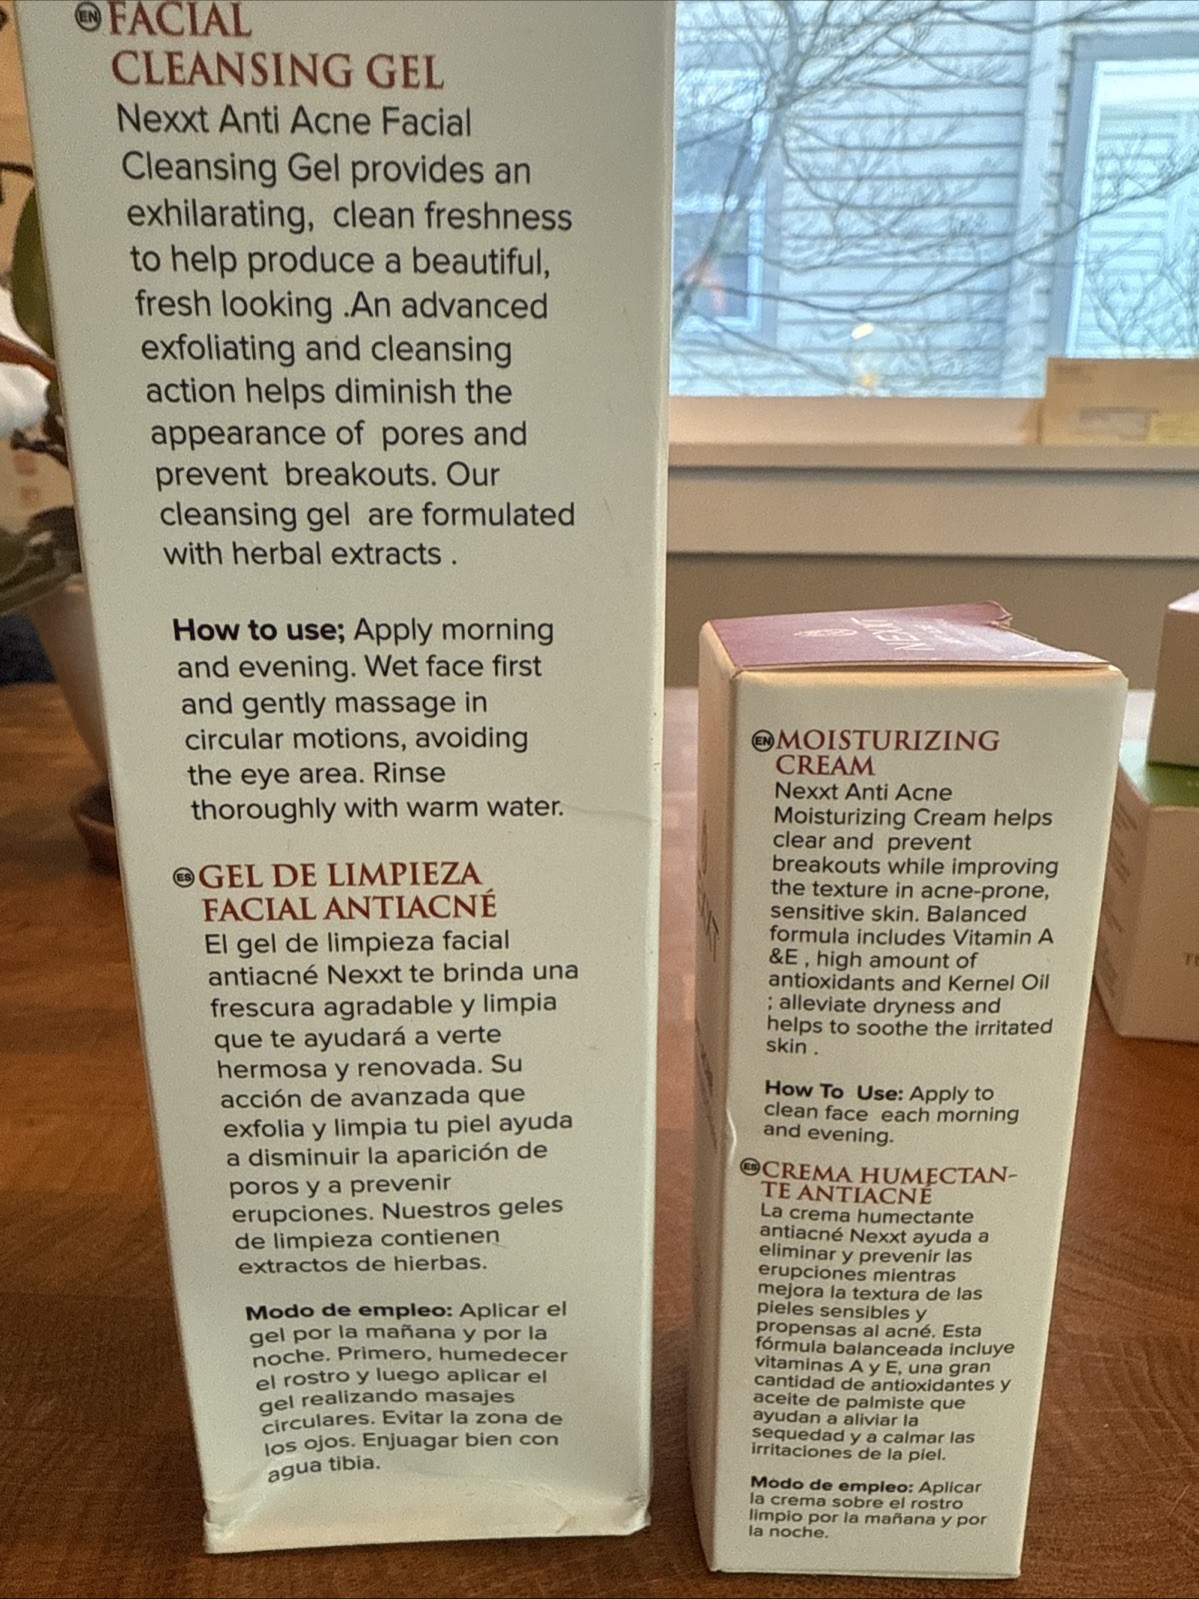 EN FACIAL
CLEANSING GEL
Nexxt Anti Acne Facial
Cleansing Gel provides an
exhilarating, clean freshness
to help produce a beautiful,
fresh looking .An advanced
exfoliating and cleansing
action helps diminish the
appearance of pores and
prevent breakouts. Our
cleansing gel are formulated
with herbal extracts .
How to use; Apply morning
and evening. Wet face first
and gently massage in
circular motions, avoiding
the eye area. Rinse
thoroughly with warm water.
ES GEL DE LIMPIEZA
FACIAL ANTIACNÉ
El gel de limpieza facial
antiacné Nexxt te brinda una
frescura agradable y limpia
que te ayudará a verte
hermosa y renovada. Su
acción de avanzada que
exfolia y limpia tu piel ayuda
a disminuir la aparición de
poros y a prevenir
erupciones. Nuestros geles
de limpieza contienen
extractos de hierbas.
Modo de empleo: Aplicar el
gel por la mañana y por la
noche. Primero, humedecer
el rostro y luego aplicar el
gel realizando masajes
circulares. Evitar la zona de
los ojos. Enjuagar bien con
agua tibia.
NEXXT
EN MOISTURIZING
CREAM
Nexxt Anti Acne
Moisturizing Cream helps
clear and prevent
breakouts while improving
the texture in acne-prone,
sensitive skin. Balanced
formula includes Vitamin A
&E , high amount of
antioxidants and Kernel Oil
; alleviate dryness and
helps to soothe the irritated
skin .
How To Use: Apply to
clean face each morning
and evening.
ES CREMA HUMECTAN-
TE ANTIACNÉ
La crema humectante
antiacné Nexxt ayuda a
eliminar y prevenir las
erupciones mientras
mejora la textura de las
pieles sensibles y
propensas al acné. Esta
fórmula balanceada incluye
vitaminas A y E, una gran
cantidad de antioxidantes y
aceite de palmiste que
ayudan a aliviar la
sequedad y a calmar las
irritaciones de la piel.
Modo de empleo: Aplicar
la crema sobre el rostro
limpio por la mañana y por
la noche.